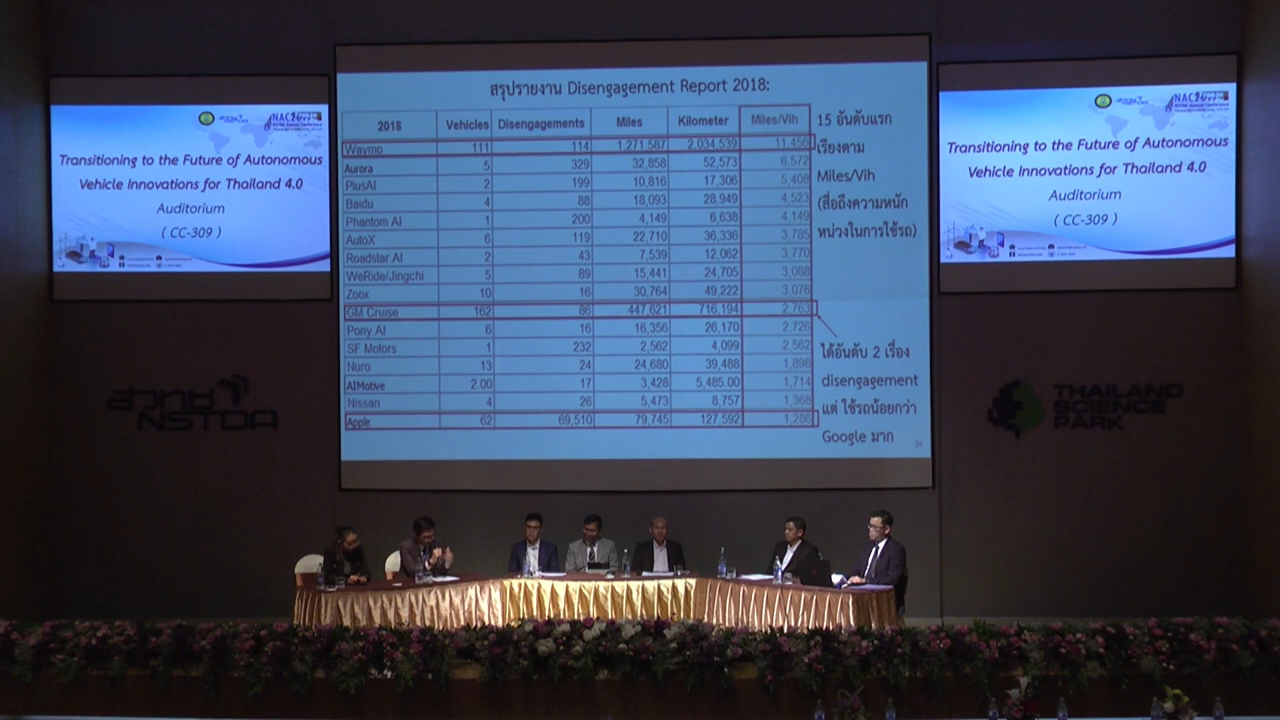 สรุปรายงาน Disengagement Report 2018:
2018 Vehicles Disengagements Miles Kilometer Miles/Vih
Waymo 111 114 1,271,587 2,034,539 11,456
Aurora 5 329 32,858 52,573 6,572
PlusAI 2 199 10,816 17,306 5,408
Baidu 4 88 18,093 28,949 4,523
Phantom AI 1 200 4,149 6,638 4,149
AutoX 6 119 22,710 36,336 3,785
Roadstar AI 2 43 7,539 12,062 3,770
WeRide/Jingchi 5 89 15,441 24,705 3,088
Zoox 10 16 30,764 49,222 3,076
GM Cruise 162 86 447,621 716,194 2,763
Pony AI 6 16 16,356 26,170 2,726
SF Motors 1 232 2,562 4,099 2,562
Nuro 13 24 24,680 39,488 1,898
AIMotive 2.00 17 3,428 5,485.00 1,714
Nissan 4 26 5,473 8,757 1,368
Apple 62 69,510 79,745 127,592 1,286
15 อันดับแรก
เรียงตาม
Miles/Vih
(สื่อถึงความหนัก
หน่วงในการใช้รถ)
ได้อันดับ 2 เรื่อง
disengagement
แต่ ใช้รถน้อยกว่า
Google มาก
24
NAC
Transitioning to the Future of Autonomous
Vehicle Innovations for Thailand 4.0
Auditorium
( CC-309 )
NAC
Transitioning to the Future of Autonomous
Vehicle Innovations for Thailand 4.0
Auditorium
( CC-309 )
สวทช
NSTDA
THAILAND
SCIENCE
PARK